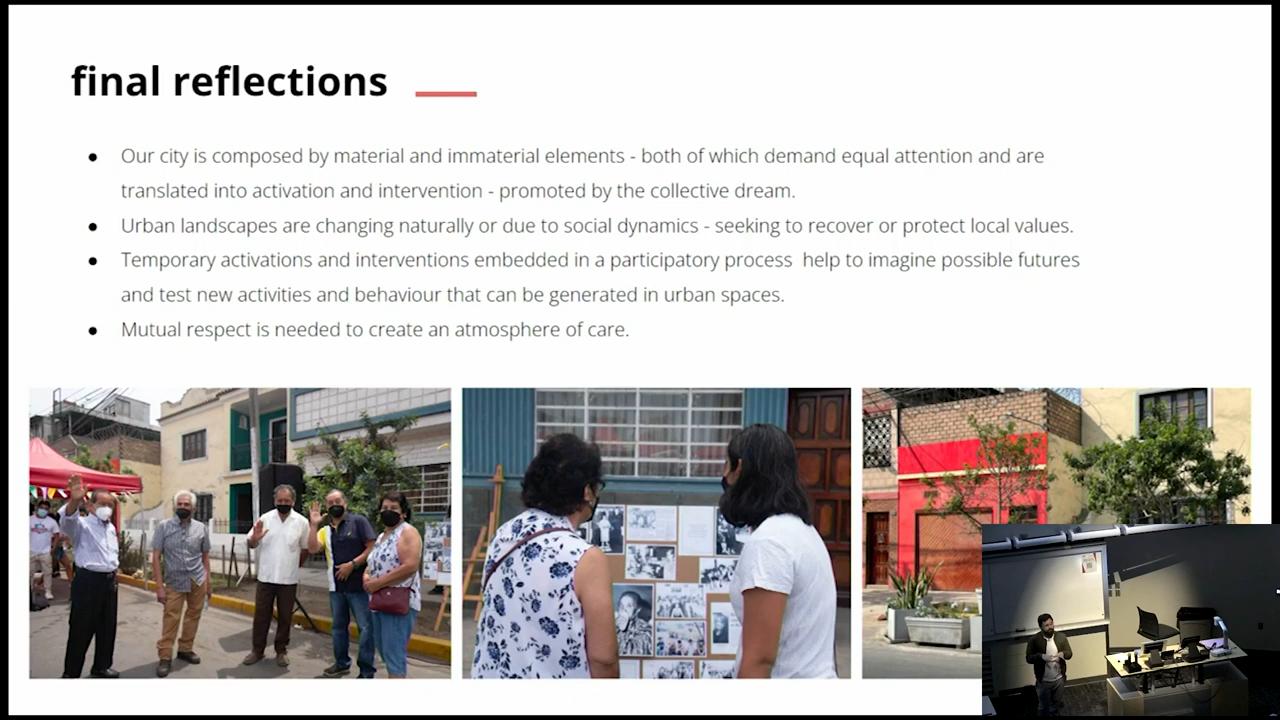 final reflections
● Our city is composed by material and immaterial elements - both of which demand equal attention and are
translated into activation and intervention - promoted by the collective dream.
● Urban landscapes are changing naturally or due to social dynamics - seeking to recover or protect local values.
● Temporary activations and interventions embedded in a participatory process  help to imagine possible futures
and test new activities and behaviour that can be generated in urban spaces.
● Mutual respect is needed to create an atmosphere of care.